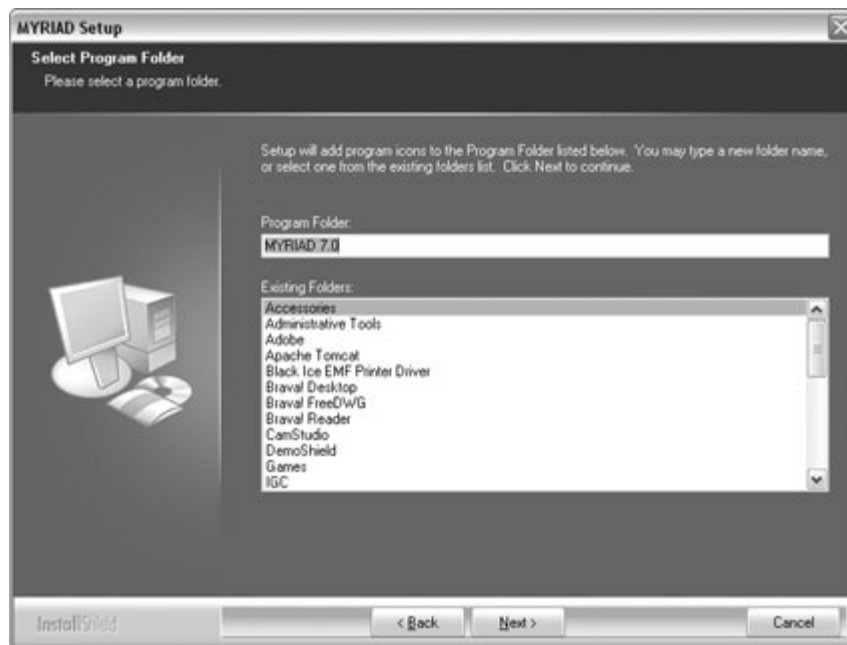 MYRIAD Setup
Select Program Folder
Please select a program folder.
Setup will add program icons to the Program Folder listed below. You may type a new folder name,
or select one from the existing folders list. Click Next to continue.
Program Folder:
MYRIAD 7.0
Existing Folders:
Accessories
Administrative Tools
Adobe
Apache Tomcat
Black Ice EMF Printer Driver
Brava! Desktop
Brava! FreeDWG
Brava! Reader
CamStudio
DemoShield
Games
IGC
InstallShield
< Back
Next >
Cancel